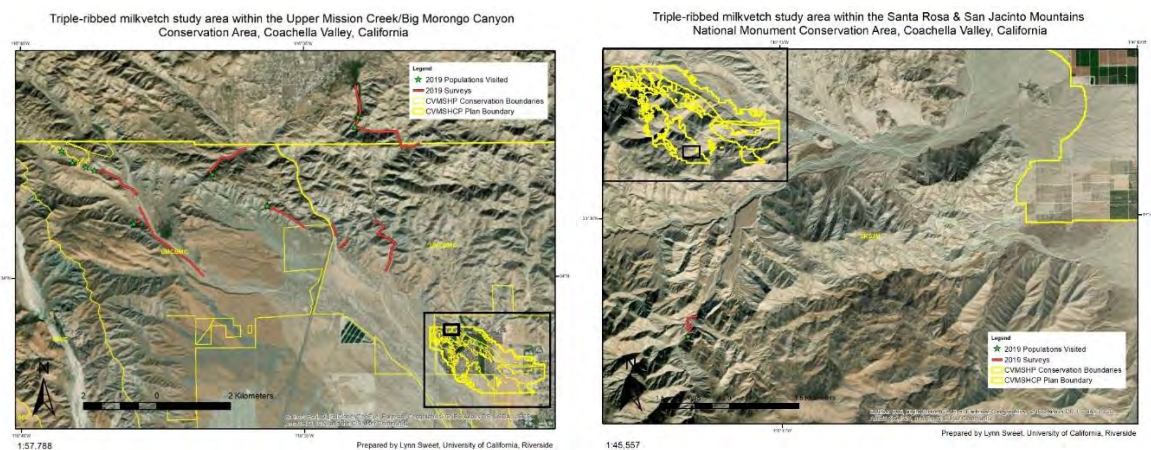 Triple-ribbed milkvetch study area within the Upper Mission Creek/Big Morongo Canyon
Conservation Area, Coachella Valley, California
Legend
2019 Populations Visited
2019 Surveys
CVMSHP Conservation Boundaries
CVMSHCP Plan Boundary
2 Kilometers
1:57,788
Prepared by Lynn Sweet, University of California, Riverside
Triple-ribbed milkvetch study area within the Santa Rosa & San Jacinto Mountains
National Monument Conservation Area, Coachella Valley, California
Legend
2019 Populations Visited
2019 Surveys
CVMSHP Conservation Boundaries
CVMSHCP Plan Boundary
1:45,557
Prepared by Lynn Sweet, University of California, Riverside